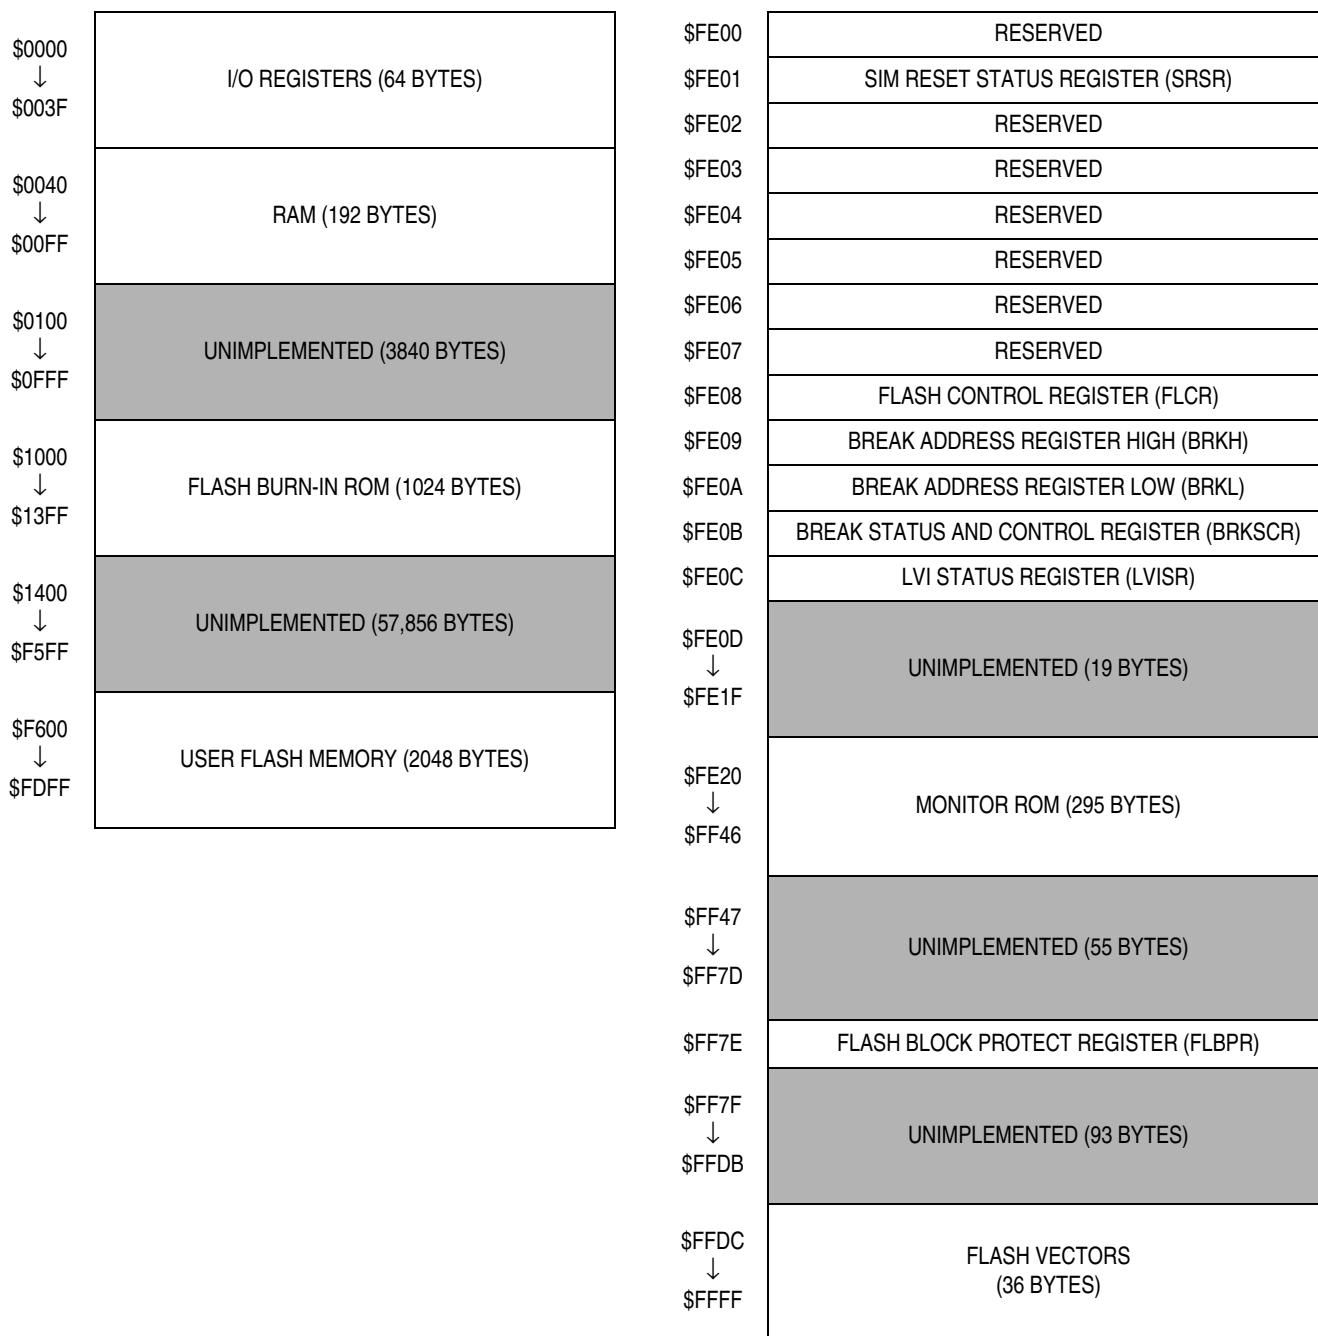 $0000
↓
$003F
I/O REGISTERS (64 BYTES)
$0040
↓
$00FF
RAM (192 BYTES)
$0100
↓
$0FFF
UNIMPLEMENTED (3840 BYTES)
$1000
↓
$13FF
FLASH BURN-IN ROM (1024 BYTES)
$1400
↓
$F5FF
UNIMPLEMENTED (57,856 BYTES)
$F600
↓
$FDFF
USER FLASH MEMORY (2048 BYTES)
$FE00 RESERVED
$FE01 SIM RESET STATUS REGISTER (SRSR)
$FE02 RESERVED
$FE03 RESERVED
$FE04 RESERVED
$FE05 RESERVED
$FE06 RESERVED
$FE07 RESERVED
$FE08 FLASH CONTROL REGISTER (FLCR)
$FE09 BREAK ADDRESS REGISTER HIGH (BRKH)
$FE0A BREAK ADDRESS REGISTER LOW (BRKL)
$FE0B BREAK STATUS AND CONTROL REGISTER (BRKSCR)
$FE0C LVI STATUS REGISTER (LVISR)
$FE0D
↓
$FE1F
UNIMPLEMENTED (19 BYTES)
$FE20
↓
$FF46
MONITOR ROM (295 BYTES)
$FF47
↓
$FF7D
UNIMPLEMENTED (55 BYTES)
$FF7E FLASH BLOCK PROTECT REGISTER (FLBPR)
$FF7F
↓
$FFDB
UNIMPLEMENTED (93 BYTES)
$FFDC
↓
$FFFF
FLASH VECTORS
(36 BYTES)